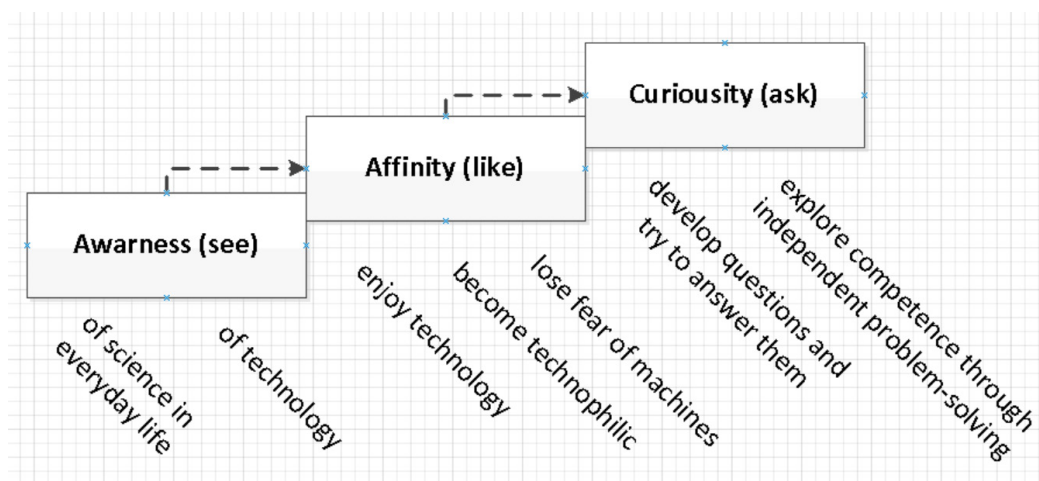 Curiousity (ask)
Affinity (like)
Awarness (see)
of science in
everyday life
of technology
enjoy technology
become technophilic
lose fear of machines
develop questions and
try to answer them
explore competence through
independent problem-solving